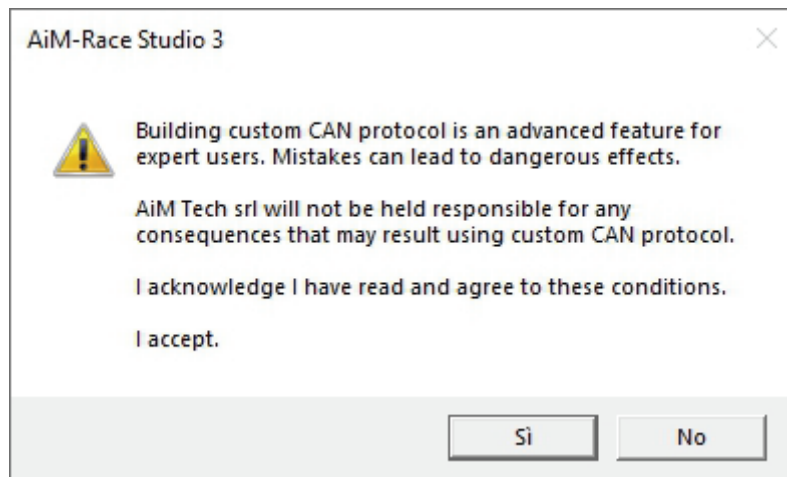 AiM-Race Studio 3
Building custom CAN protocol is an advanced feature for
expert users. Mistakes can lead to dangerous effects.
AiM Tech srl will not be held responsible for any
consequences that may result using custom CAN protocol.
I acknowledge I have read and agree to these conditions.
I accept.
Sì
No